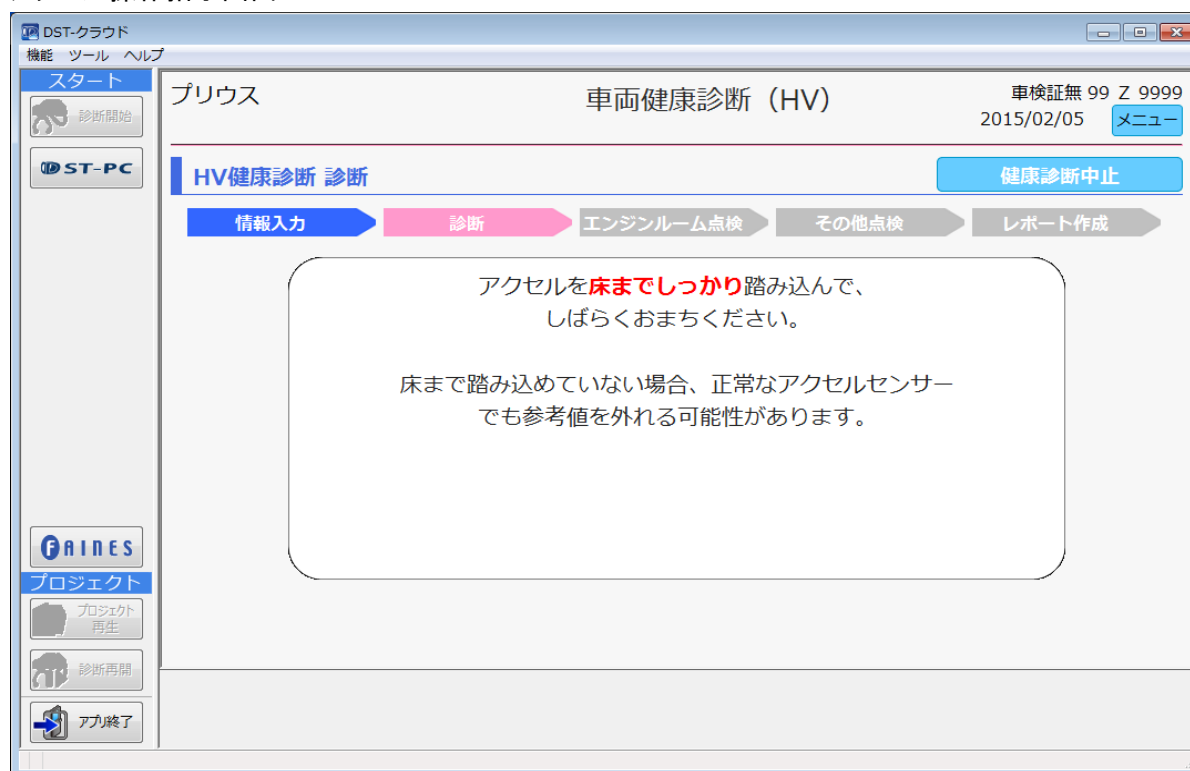 DST-クラウド
機能 ツール ヘルプ
スタート
診断開始
DST-PC
プリウス
車両健康診断（HV）
車検証無 99 Z 9999
2015/02/05 メニュー
HV健康診断 診断
健康診断中止
情報入力 診断 エンジンルーム点検 その他点検 レポート作成
アクセルを床までしっかり踏み込んで、
しばらくおまちください。
床まで踏み込めていない場合、正常なアクセルセンサー
でも参考値を外れる可能性があります。
FAINES
プロジェクト
プロジェクト
再生
診断再開
アプリ終了